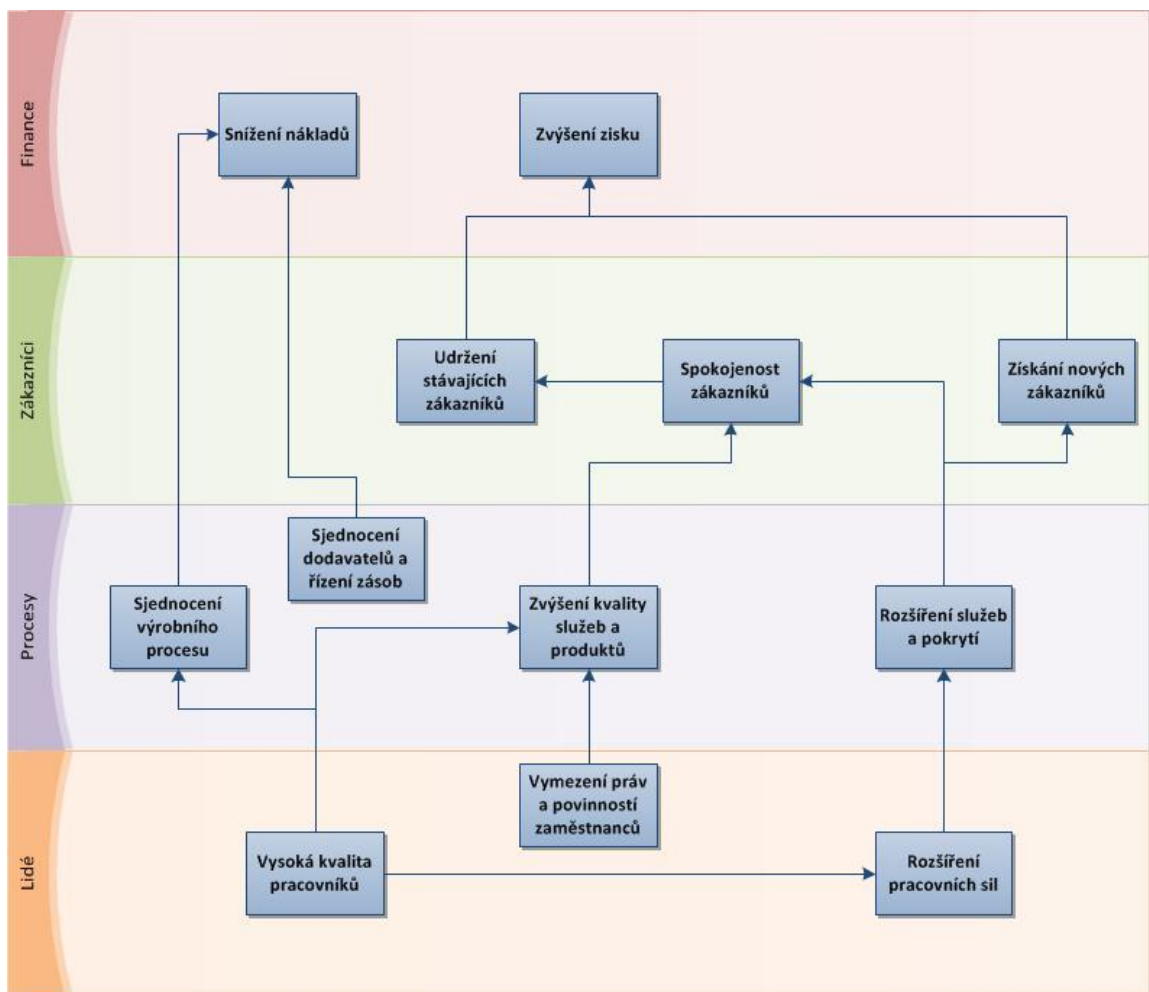 Finance
Snížení nákladů
Zvýšení zisku
Zákazníci
Udržení
stávajících
zákazníků
Spokojenost
zákazníků
Získání nových
zákazníků
Procesy
Sjednocení
dodavatelů a
řízení zásob
Sjednocení
výrobního
procesu
Zvýšení kvality
služeb a
produktů
Rozšíření služeb
a pokrytí
Lidé
Vymezení práv
a povinností
zaměstnanců
Vysoká kvalita
pracovníků
Rozšíření
pracovních sil